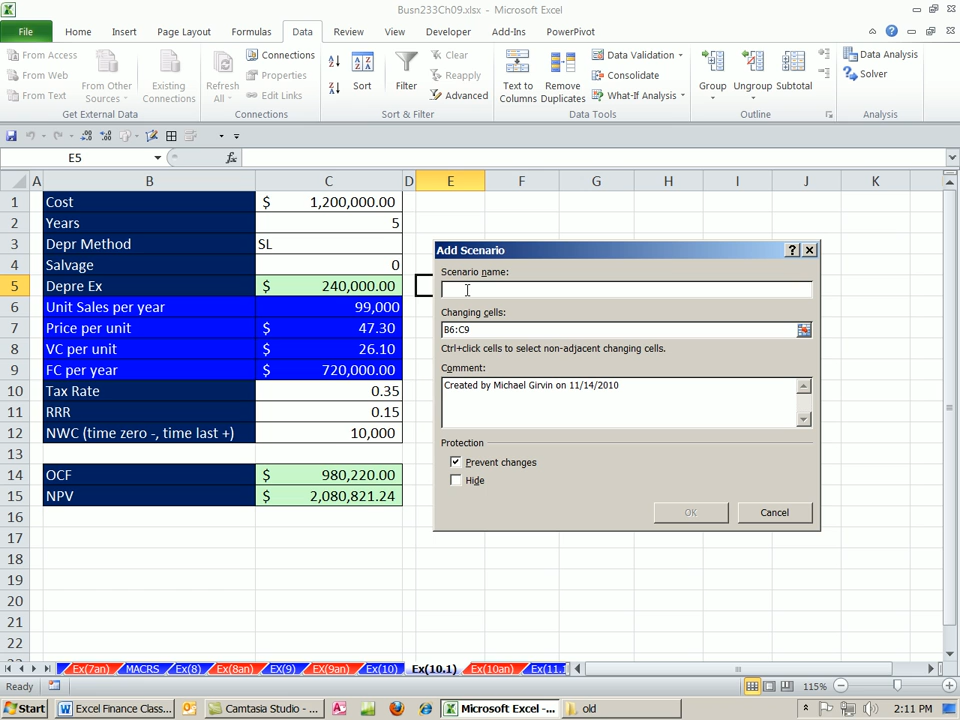 Busn233Ch09.xlsx - Microsoft Excel
File Home Insert Page Layout Formulas Data Review View Developer Add-Ins PowerPivot
From Access
From Web
From Text
From Other Sources
Existing Connections
Get External Data
Refresh All
Connections
Properties
Edit Links
Connections
Sort
Filter
Clear
Reapply
Advanced
Sort & Filter
Text to Columns
Remove Duplicates
Data Validation
Consolidate
What-If Analysis
Data Tools
Group
Ungroup
Subtotal
Outline
Data Analysis
Solver
Analysis
E5
fx
A B C D E F G H I J K
1 Cost $ 1,200,000.00
2 Years 5
3 Depr Method SL
4 Salvage 0
5 Depre Ex $ 240,000.00
6 Unit Sales per year 99,000
7 Price per unit $ 47.30
8 VC per unit $ 26.10
9 FC per year $ 720,000.00
10 Tax Rate 0.35
11 RRR 0.15
12 NWC (time zero -, time last +) 10,000
13
14 OCF $ 980,220.00
15 NPV $ 2,080,821.24
16
17
18
19
20
21
22
Add Scenario
Scenario name:
Changing cells:
B6:C9
Ctrl+click cells to select non-adjacent changing cells.
Comment:
Created by Michael Girvin on 11/14/2010
Protection
Prevent changes
Hide
OK Cancel
Ex(7an) MACRS Ex(8) Ex(8an) Ex(9) Ex(9an) Ex(10) Ex(10.1) Ex(10an) Ex(11.
Ready 115%
Start Excel Finance Class... Camtasia Studio - ... Microsoft Excel -... old 2:11 PM